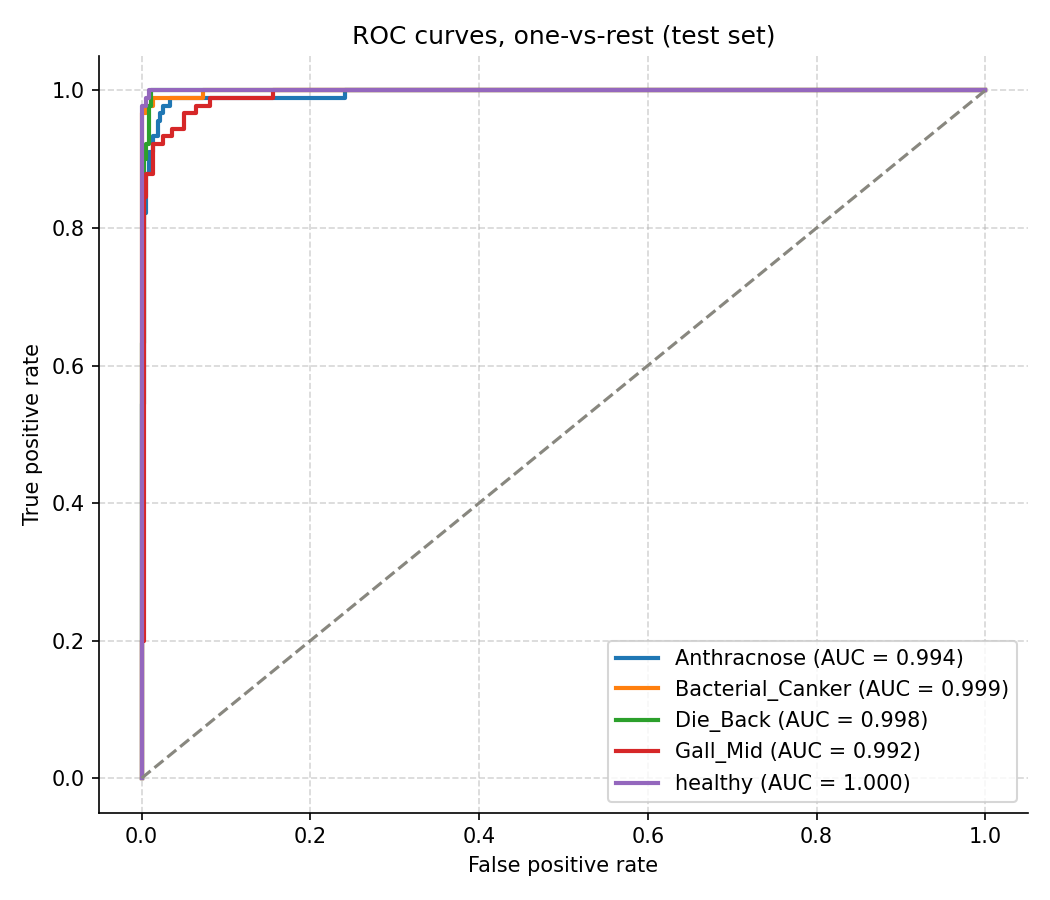 ROC curves, one-vs-rest (test set)
True positive rate
1.0
0.8
0.6
0.4
0.2
0.0
0.0 0.2 0.4 0.6 0.8 1.0
False positive rate
Anthracnose (AUC = 0.994)
Bacterial_Canker (AUC = 0.999)
Die_Back (AUC = 0.998)
Gall_Mid (AUC = 0.992)
healthy (AUC = 1.000)